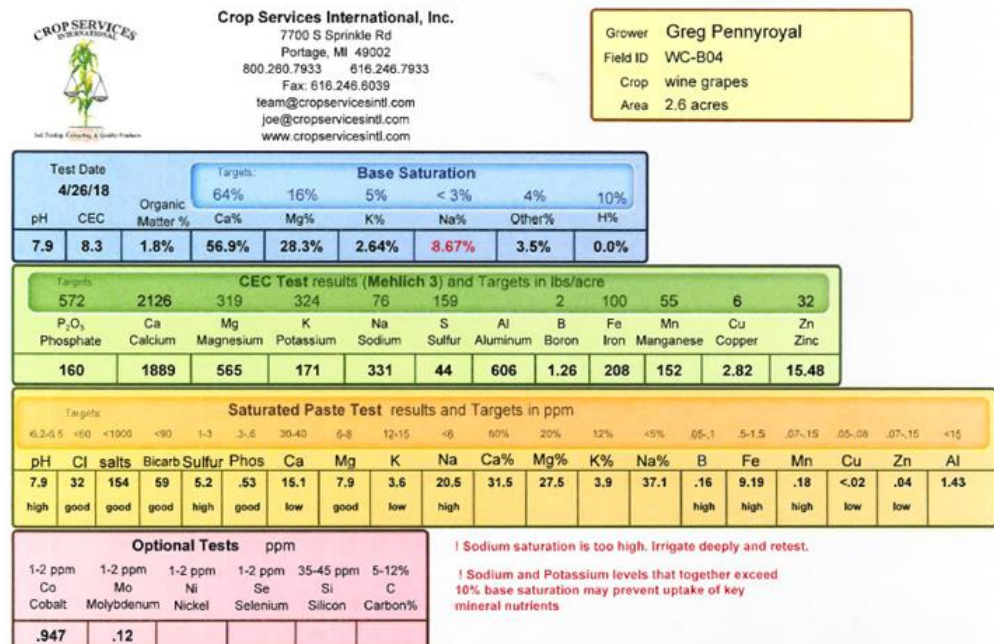 CROP SERVICES
INTERNATIONAL
Soil Testing, Consulting & Quality Products
Crop Services International, Inc.
7700 S Sprinkle Rd
Portage, MI 49002
800.260.7933 616.246.7933
Fax: 616.246.6039
team@cropservicesintl.com
joe@cropservicesintl.com
www.cropservicesintl.com
Grower Greg Pennyroyal
Field ID WC-B04
Crop wine grapes
Area 2.6 acres
Test Date
4/26/18
Targets: Base Saturation
64% 16% 5% < 3% 4% 10%
pH CEC Organic Matter % Ca% Mg% K% Na% Other% H%
7.9 8.3 1.8% 56.9% 28.3% 2.64% 8.67% 3.5% 0.0%
Targets: CEC Test results (Mehlich 3) and Targets in lbs/acre
572 2126 319 324 76 159 2 100 55 6 32
P₂O₅ Ca Mg K Na S Al B Fe Mn Cu Zn
Phosphate Calcium Magnesium Potassium Sodium Sulfur Aluminum Boron Iron Manganese Copper Zinc
160 1889 565 171 331 44 606 1.26 208 152 2.82 15.48
Targets Saturated Paste Test results and Targets in ppm
6.2-6.5 <60 <1000 <90 1-3 .3-.6 30-40 6-8 12-15 <6 60% 20% 12% <5% .05-.1 .5-1.5 .07-.15 .05-.08 .07-.15 <15
pH Cl salts Bicarb Sulfur Phos Ca Mg K Na Ca% Mg% K% Na% B Fe Mn Cu Zn Al
7.9 32 154 59 5.2 .53 15.1 7.9 3.6 20.5 31.5 27.5 3.9 37.1 .16 9.19 .18 <.02 .04 1.43
high good good good high good low good low high high high high low low
Optional Tests ppm
1-2 ppm 1-2 ppm 1-2 ppm 1-2 ppm 35-45 ppm 5-12%
Co Mo Ni Se Si C
Cobalt Molybdenum Nickel Selenium Silicon Carbon%
.947 .12
! Sodium saturation is too high. Irrigate deeply and retest.
! Sodium and Potassium levels that together exceed
10% base saturation may prevent uptake of key
mineral nutrients